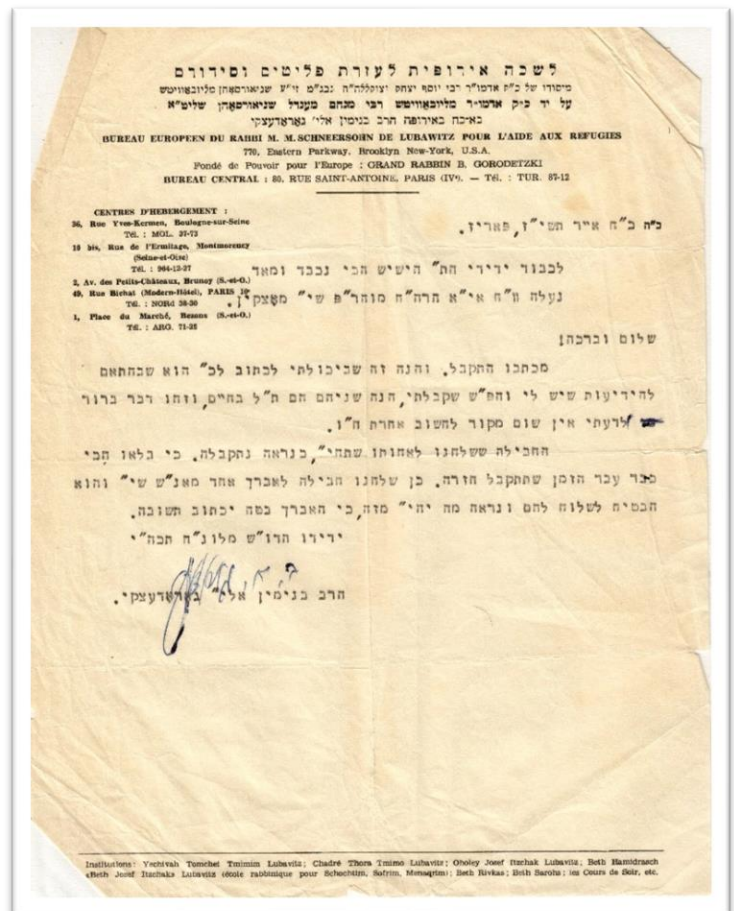 לשכה אירופית לעזרת פליטים וסידורם
מיסודו של כ"ק אדמו"ר רבי יוסף יצחק זצוקללה"ה נבג"מ זי"ע שניאורסאהן מליובאוויטש
על יד כ"ק אדמו"ר מליובאוויטש רבי מנחם מענדל שניאורסאהן שליט"א
בא-כח באירופה הרב בנימין אלי' גאראדעצקי
BUREAU EUROPEEN DU RABBI M. M. SCHNEERSOHN DE LUBAWITZ POUR L'AIDE AUX REFUGIES
770, Eastern Parkway, Brooklyn New-York, U.S.A.
Fondé de Pouvoir pour l'Europe : GRAND RABBIN B. GORODETZKI
BUREAU CENTRAL : 80, RUE SAINT-ANTOINE, PARIS (IVe). — Tél. : TUR. 87-12
CENTRES D'HEBERGEMENT :
36, Rue Yves-Kermen, Boulogne-sur-Seine
Tél. : MOL. 37-73
10 bis, Rue de l'Ermitage, Montmorency
(Seine-et-Oise)
Tél. : 964-12-27
2, Av. des Petits-Châteaux, Brunoy (S.-et-O.)
49, Rue Bichat (Modern-Hôtel), PARIS 10e
Tél. : NORd 38-50
1, Place du Marché, Bezons (S.-et-O.)
Tél. : ARG. 71-21
ב"ה כ"ח אייר תשי"ז, פאריז.
לכבוד ידידי הת" הישיש הכי נכבד ומאד
נעלה וו"ח אי"א הרה"ח מוהר"פ שי" מאצקין.
שלום וברכה!
מכתבו התקבל. והנה זה שביכולתי לכתוב לכ" הוא שבהתאם
להידיעות שיש לי והפ"ש שקבלתי, הנה שניהם הם ת"ל בחיים, וזהו דבר ברור
לדעתי אין שום מקור לחשוב אחרת ח"ו.
החבילה ששלחנו לאחותו שתחי", כנראה נתקבלה. כי בלאו הכי
כבר עבר הזמן שתתקבל חזרה. כן שלחנו חבילה לאברך אחד מאנ"ש שי" והוא
הבטיח לשלוח להם ונראה מה יהי" מזה, כי האברך בטח יכתוב תשובה.
ידידו הדו"ש מלונ"ח תכה"י
הרב בנימין אלי" גאראדעצקי.
Institutions : Yechivah Tomchei Tmimim Lubavitz ; Chadré Thora Tmimo Lubavitz ; Oholey Josef Itzchak Lubavitz ; Beth Hamidrasch
«Beth Josef Itzchak» Lubavitz (école rabbinique pour Schochtim, Sofrim, Menaqrim) ; Beth Rivkas ; Beth Sarohs ; les Cours de Soir, etc.